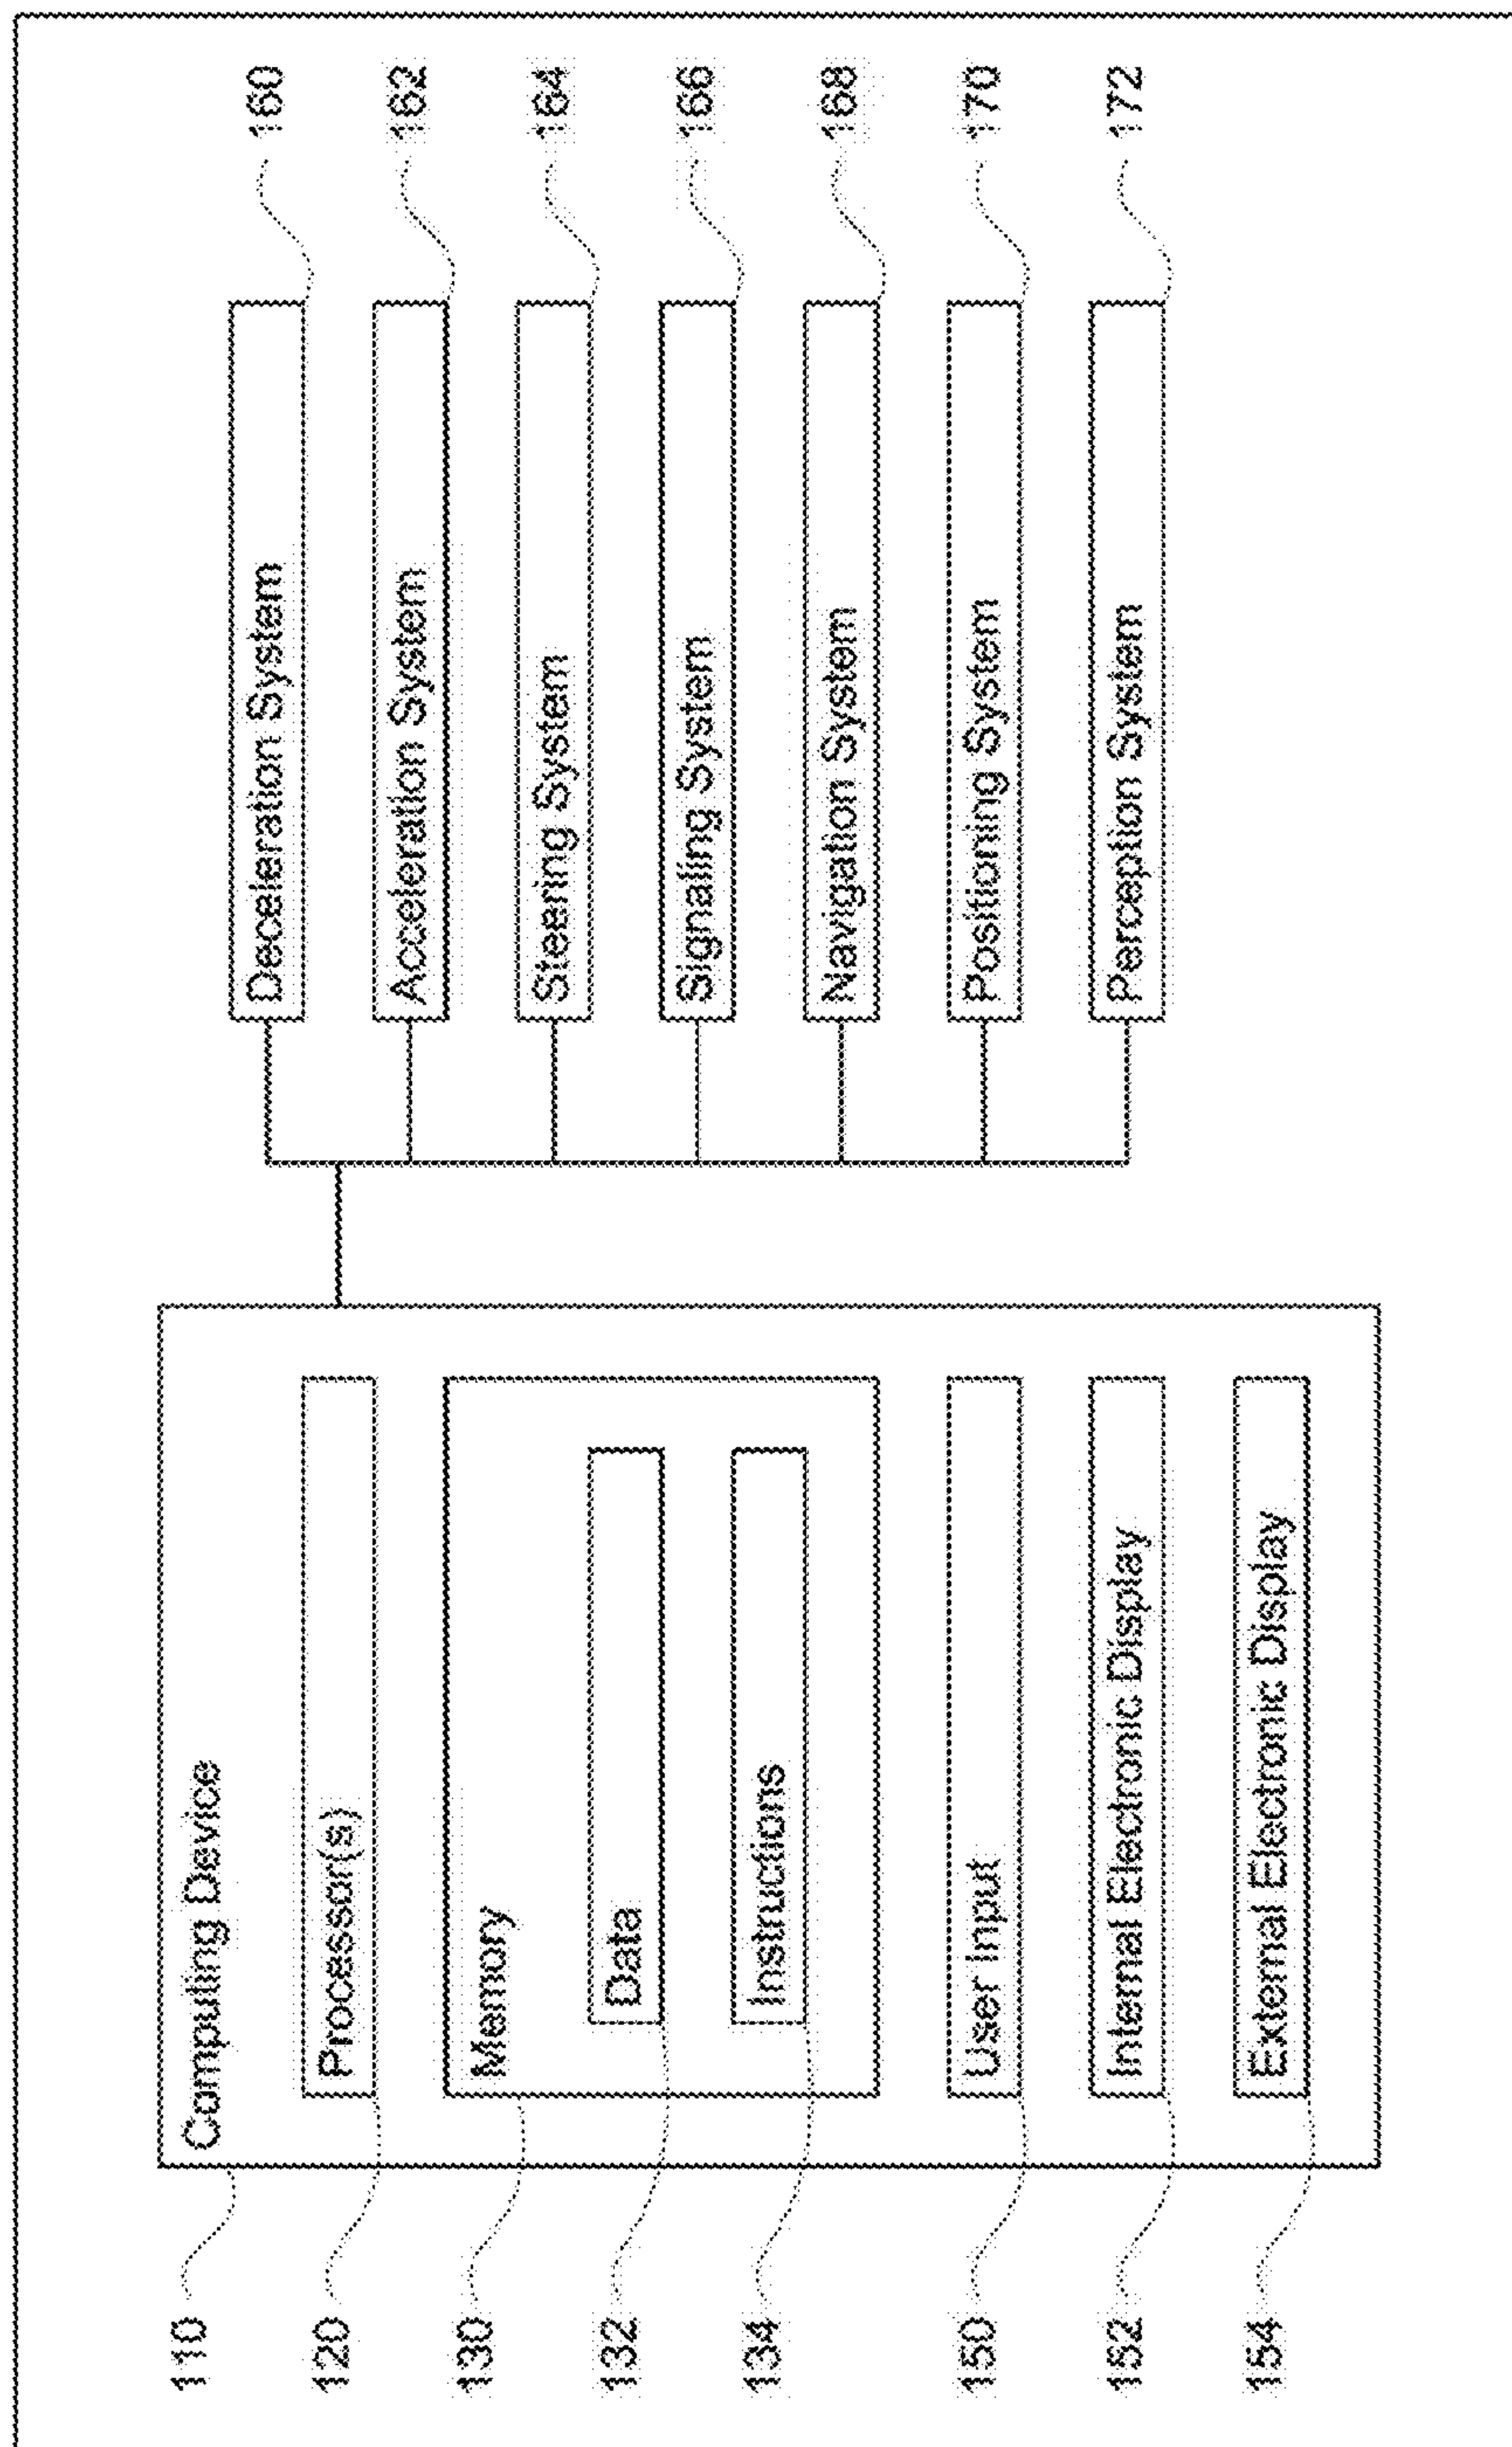 110
Computing Device
120
Processor(s)
130
Memory
132
Data
134
Instructions
150
User Input
152
Internal Electronic Display
154
External Electronic Display
Deceleration System
160
Acceleration System
162
Steering System
164
Signaling System
166
Navigation System
168
Positioning System
170
Perception System
172